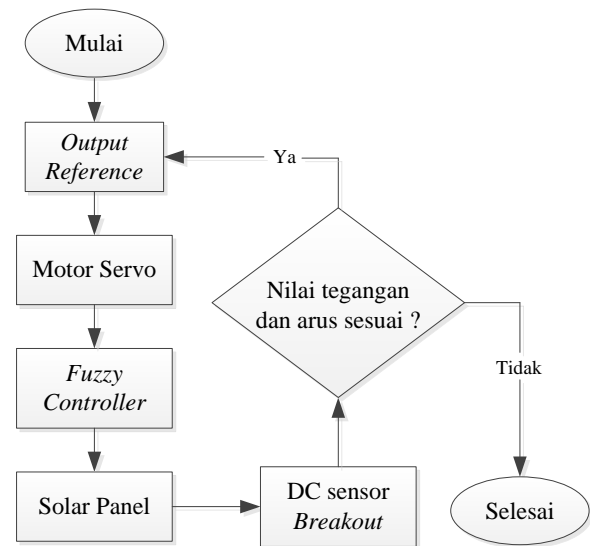 Mulai
Output
Reference
Motor Servo
Fuzzy
Controller
Solar Panel
DC sensor
Breakout
Nilai tegangan
dan arus sesuai ?
Ya
Tidak
Selesai